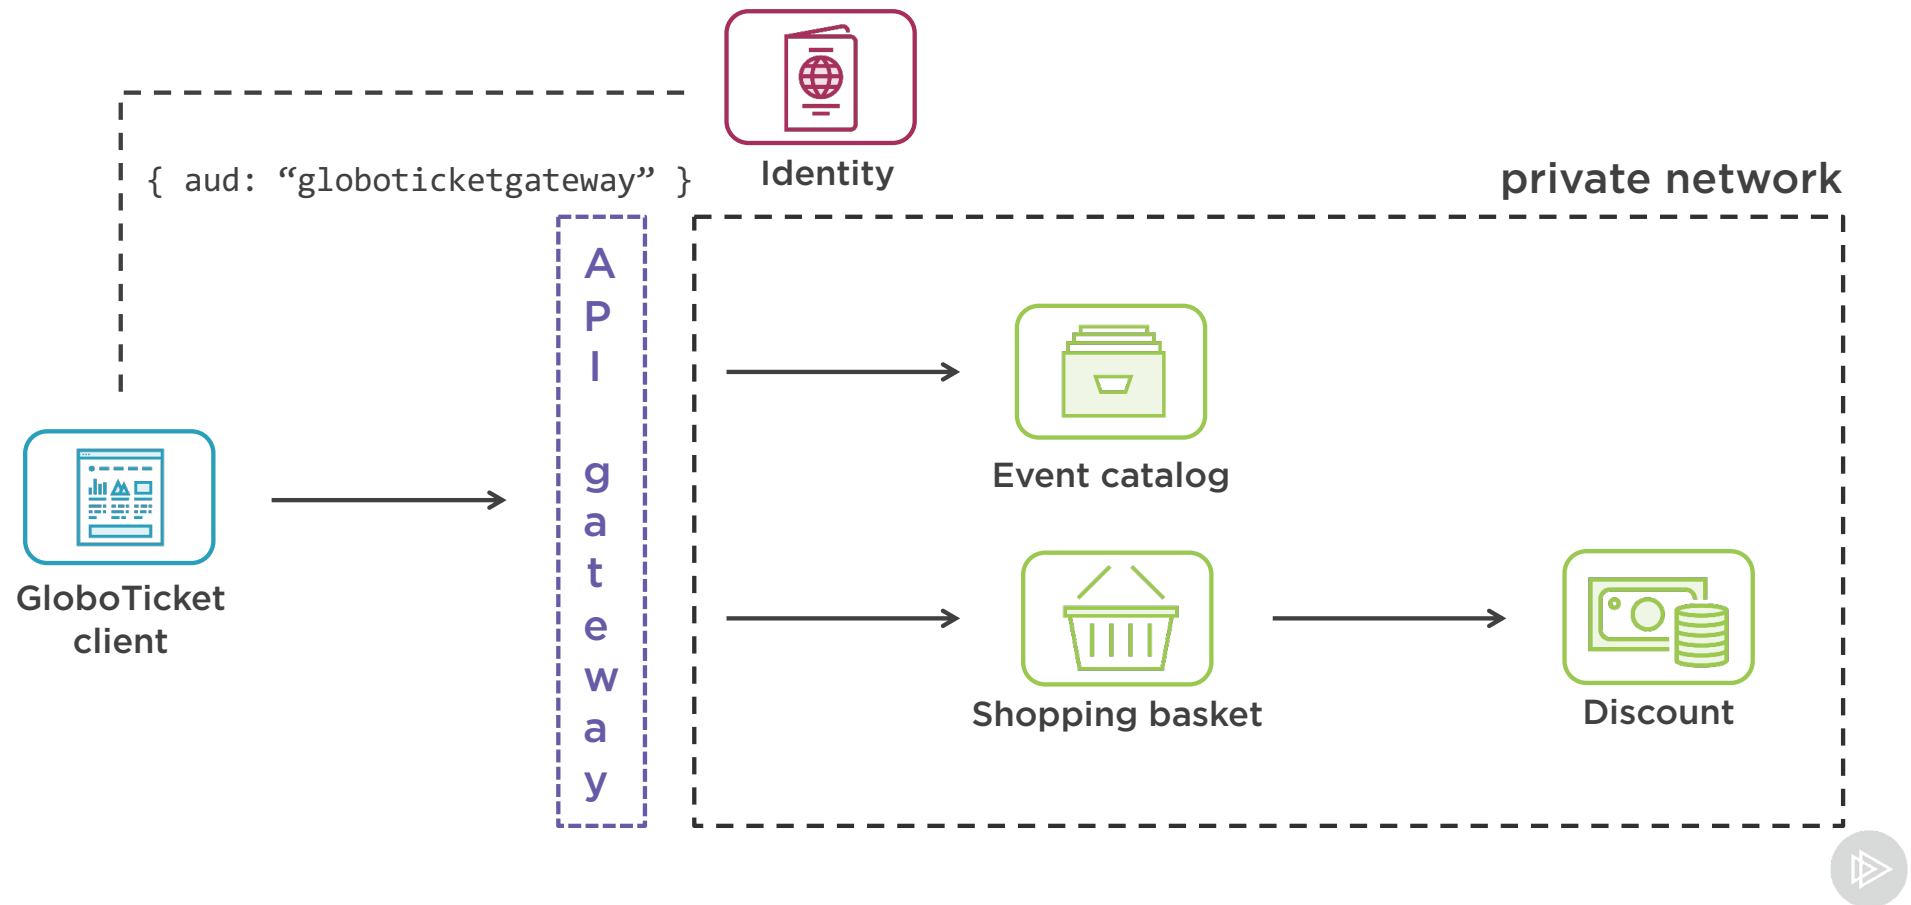 Identity
{ aud: “globoticketgateway” }
private network
API gateway
Event catalog
GloboTicket
client
Shopping basket
Discount